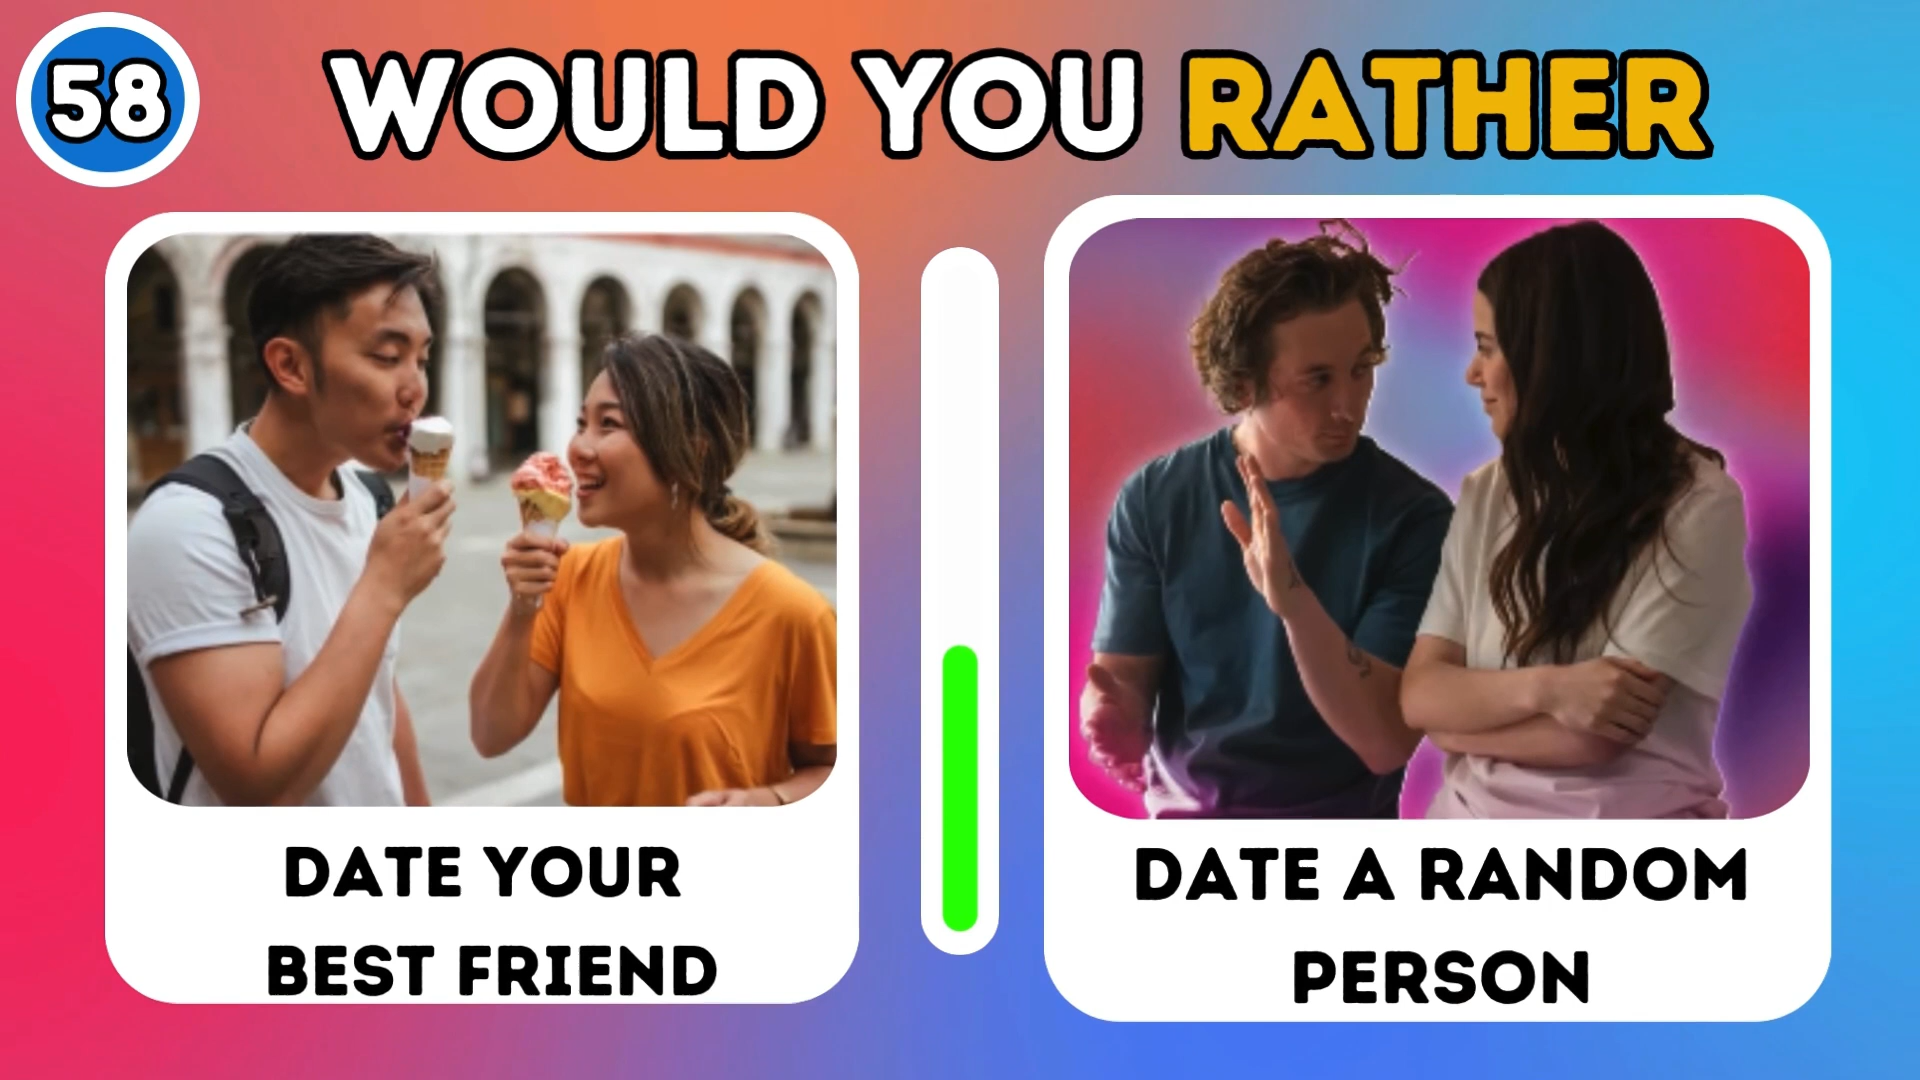 58
WOULD YOU RATHER
DATE YOUR
BEST FRIEND
DATE A RANDOM
PERSON